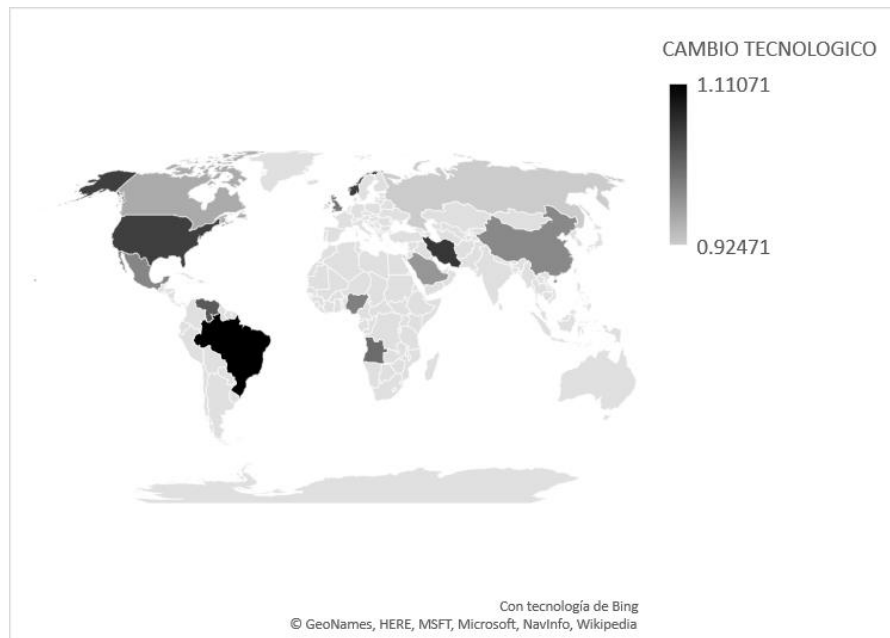 CAMBIO TECNOLOGICO
1.11071
0.92471
Con tecnología de Bing
© GeoNames, HERE, MSFT, Microsoft, NavInfo, Wikipedia